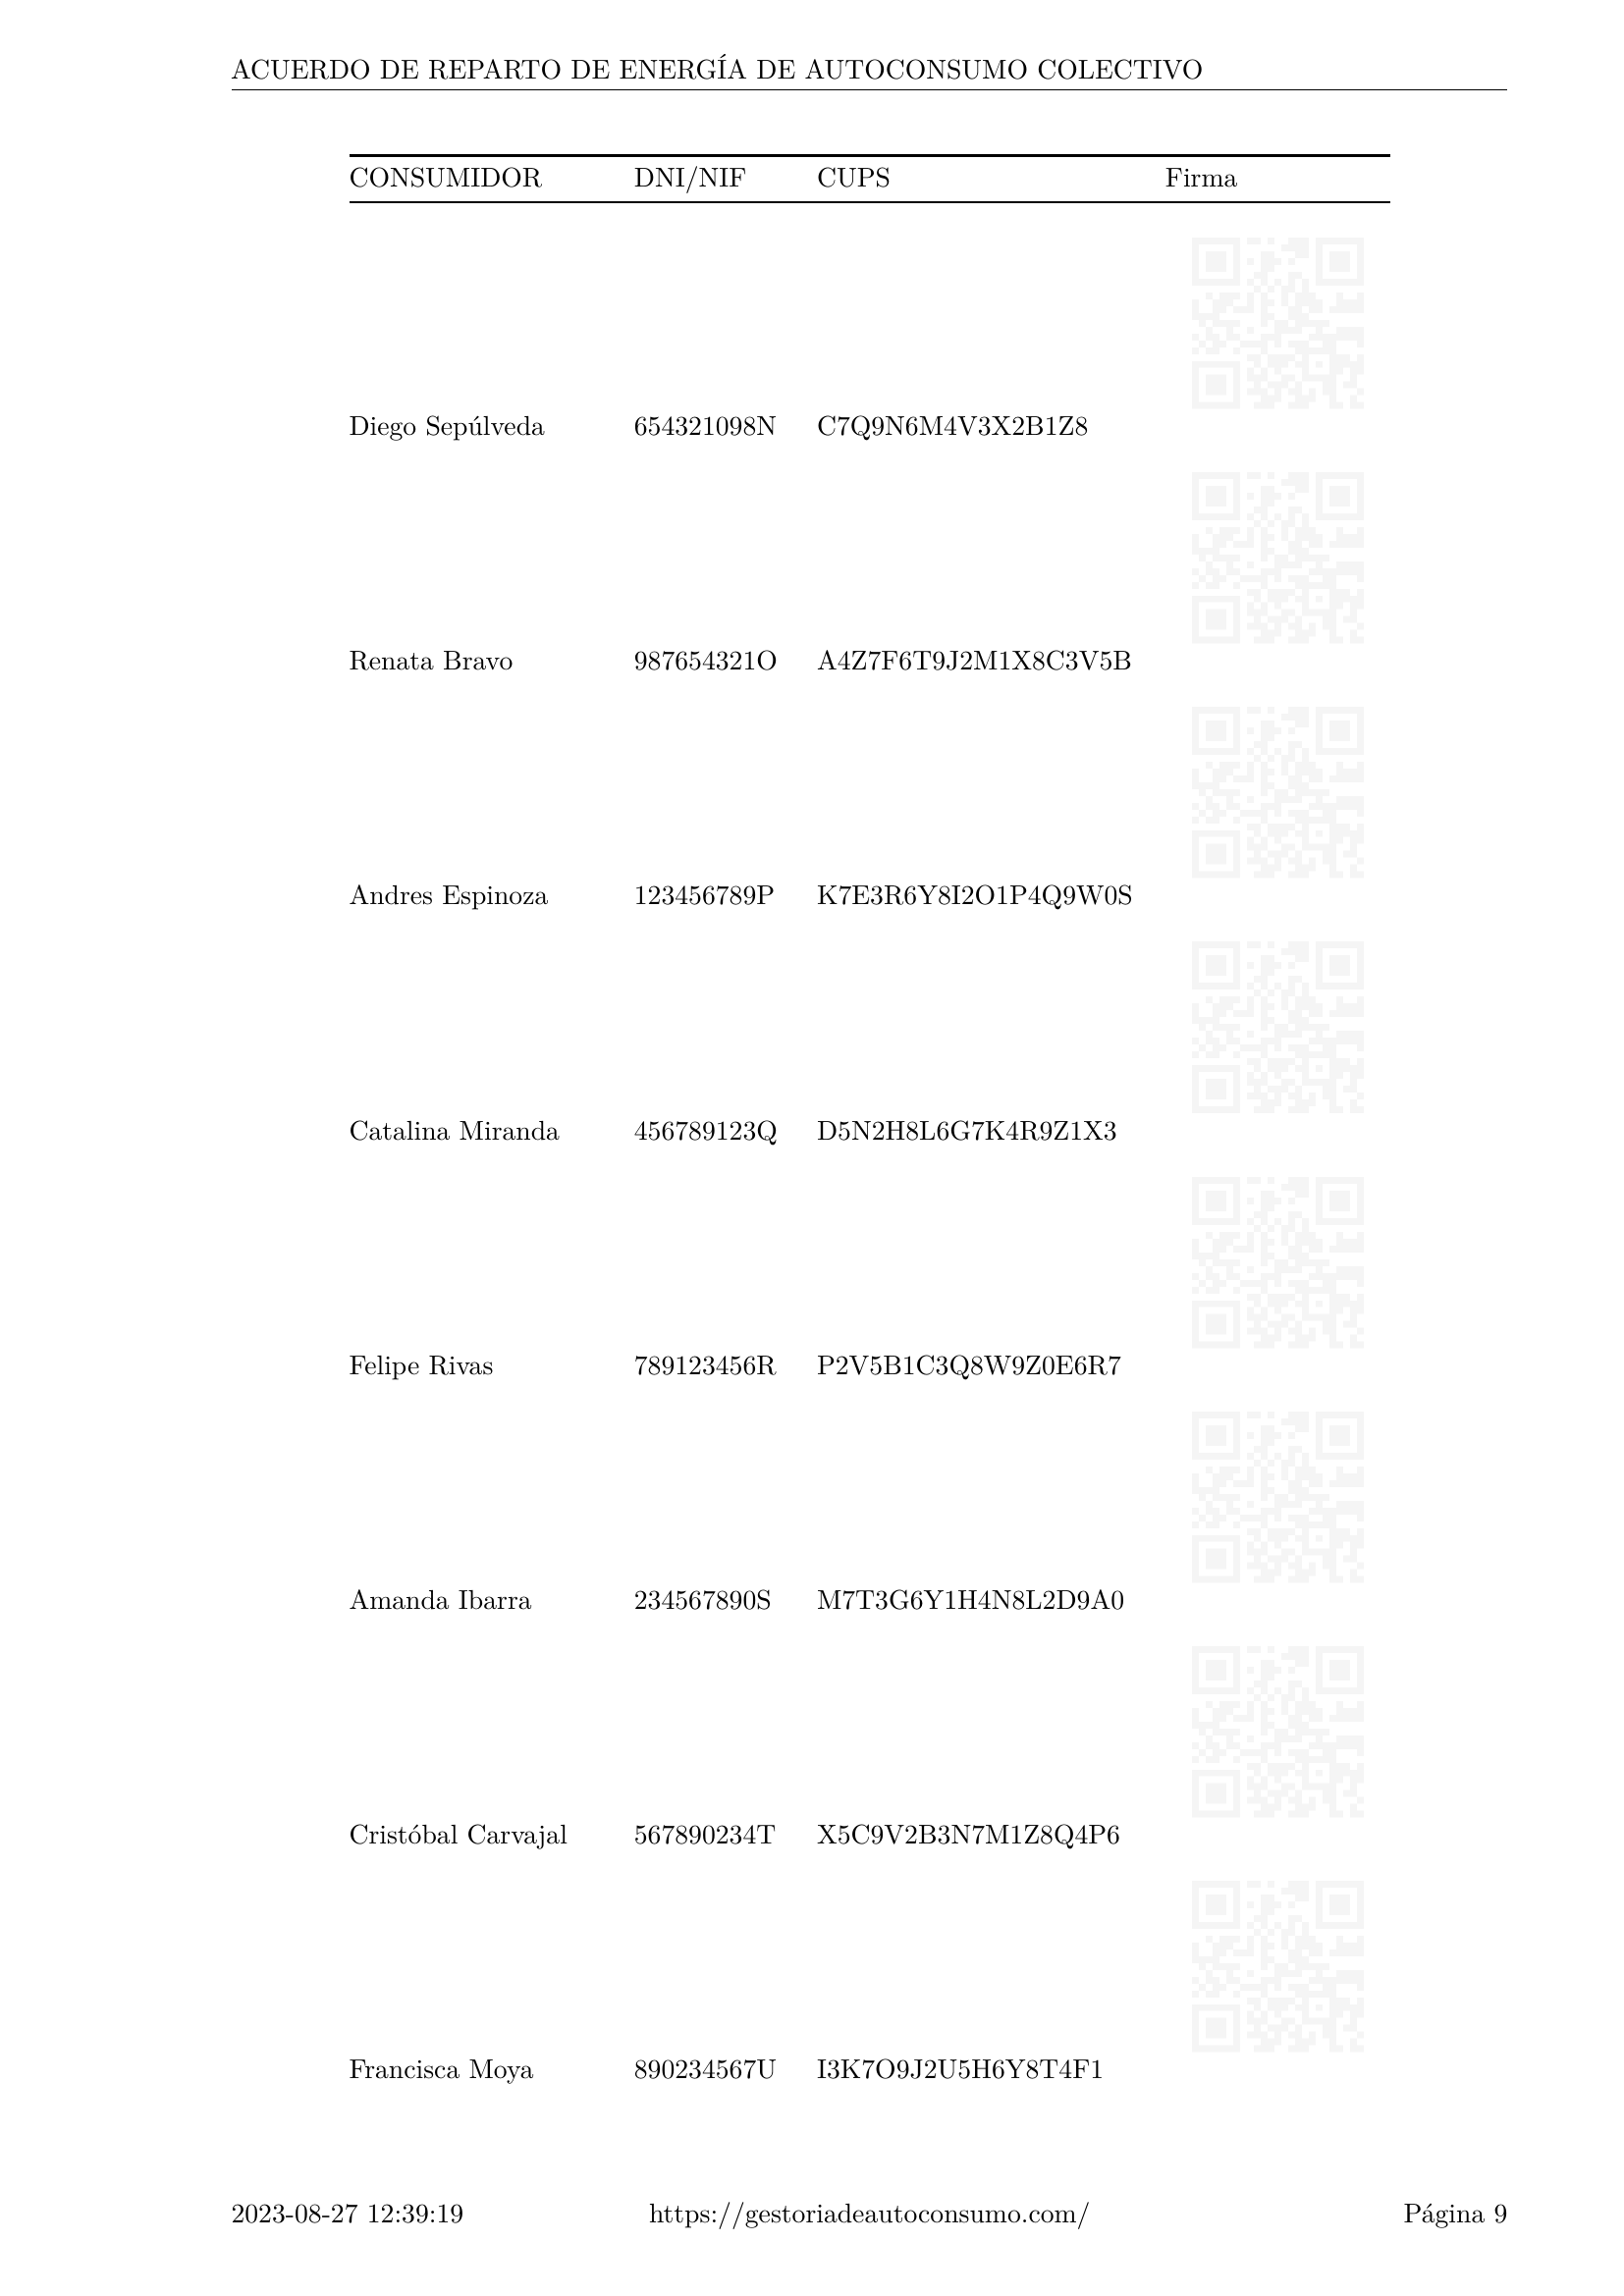 ACUERDO DE REPARTO DE ENERGÍA DE AUTOCONSUMO COLECTIVO
CONSUMIDOR DNI/NIF CUPS Firma
Diego Sepúlveda 654321098N C7Q9N6M4V3X2B1Z8
Renata Bravo 987654321O A4Z7F6T9J2M1X8C3V5B
Andres Espinoza 123456789P K7E3R6Y8I2O1P4Q9W0S
Catalina Miranda 456789123Q D5N2H8L6G7K4R9Z1X3
Felipe Rivas 789123456R P2V5B1C3Q8W9Z0E6R7
Amanda Ibarra 234567890S M7T3G6Y1H4N8L2D9A0
Cristóbal Carvajal 567890234T X5C9V2B3N7M1Z8Q4P6
Francisca Moya 890234567U I3K7O9J2U5H6Y8T4F1
2023-08-27 12:39:19 https://gestoriadeautoconsumo.com/ Página 9